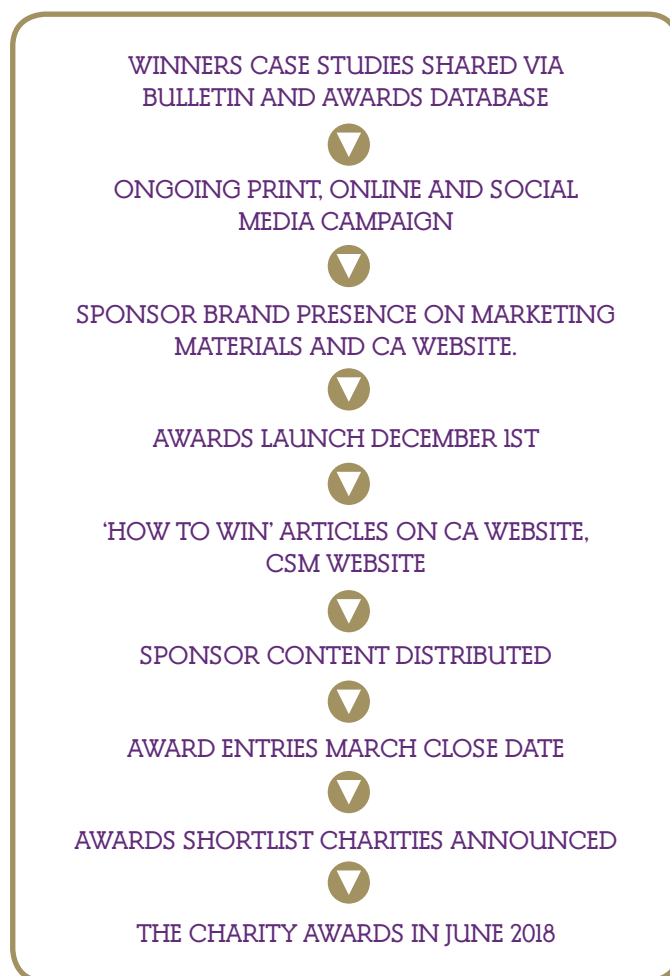 WINNERS CASE STUDIES SHARED VIA
BULLETIN AND AWARDS DATABASE
ONGOING PRINT, ONLINE AND SOCIAL
MEDIA CAMPAIGN
SPONSOR BRAND PRESENCE ON MARKETING
MATERIALS AND CA WEBSITE.
AWARDS LAUNCH DECEMBER 1ST
‘HOW TO WIN’ ARTICLES ON CA WEBSITE,
CSM WEBSITE
SPONSOR CONTENT DISTRIBUTED
AWARD ENTRIES MARCH CLOSE DATE
AWARDS SHORTLIST CHARITIES ANNOUNCED
THE CHARITY AWARDS IN JUNE 2018